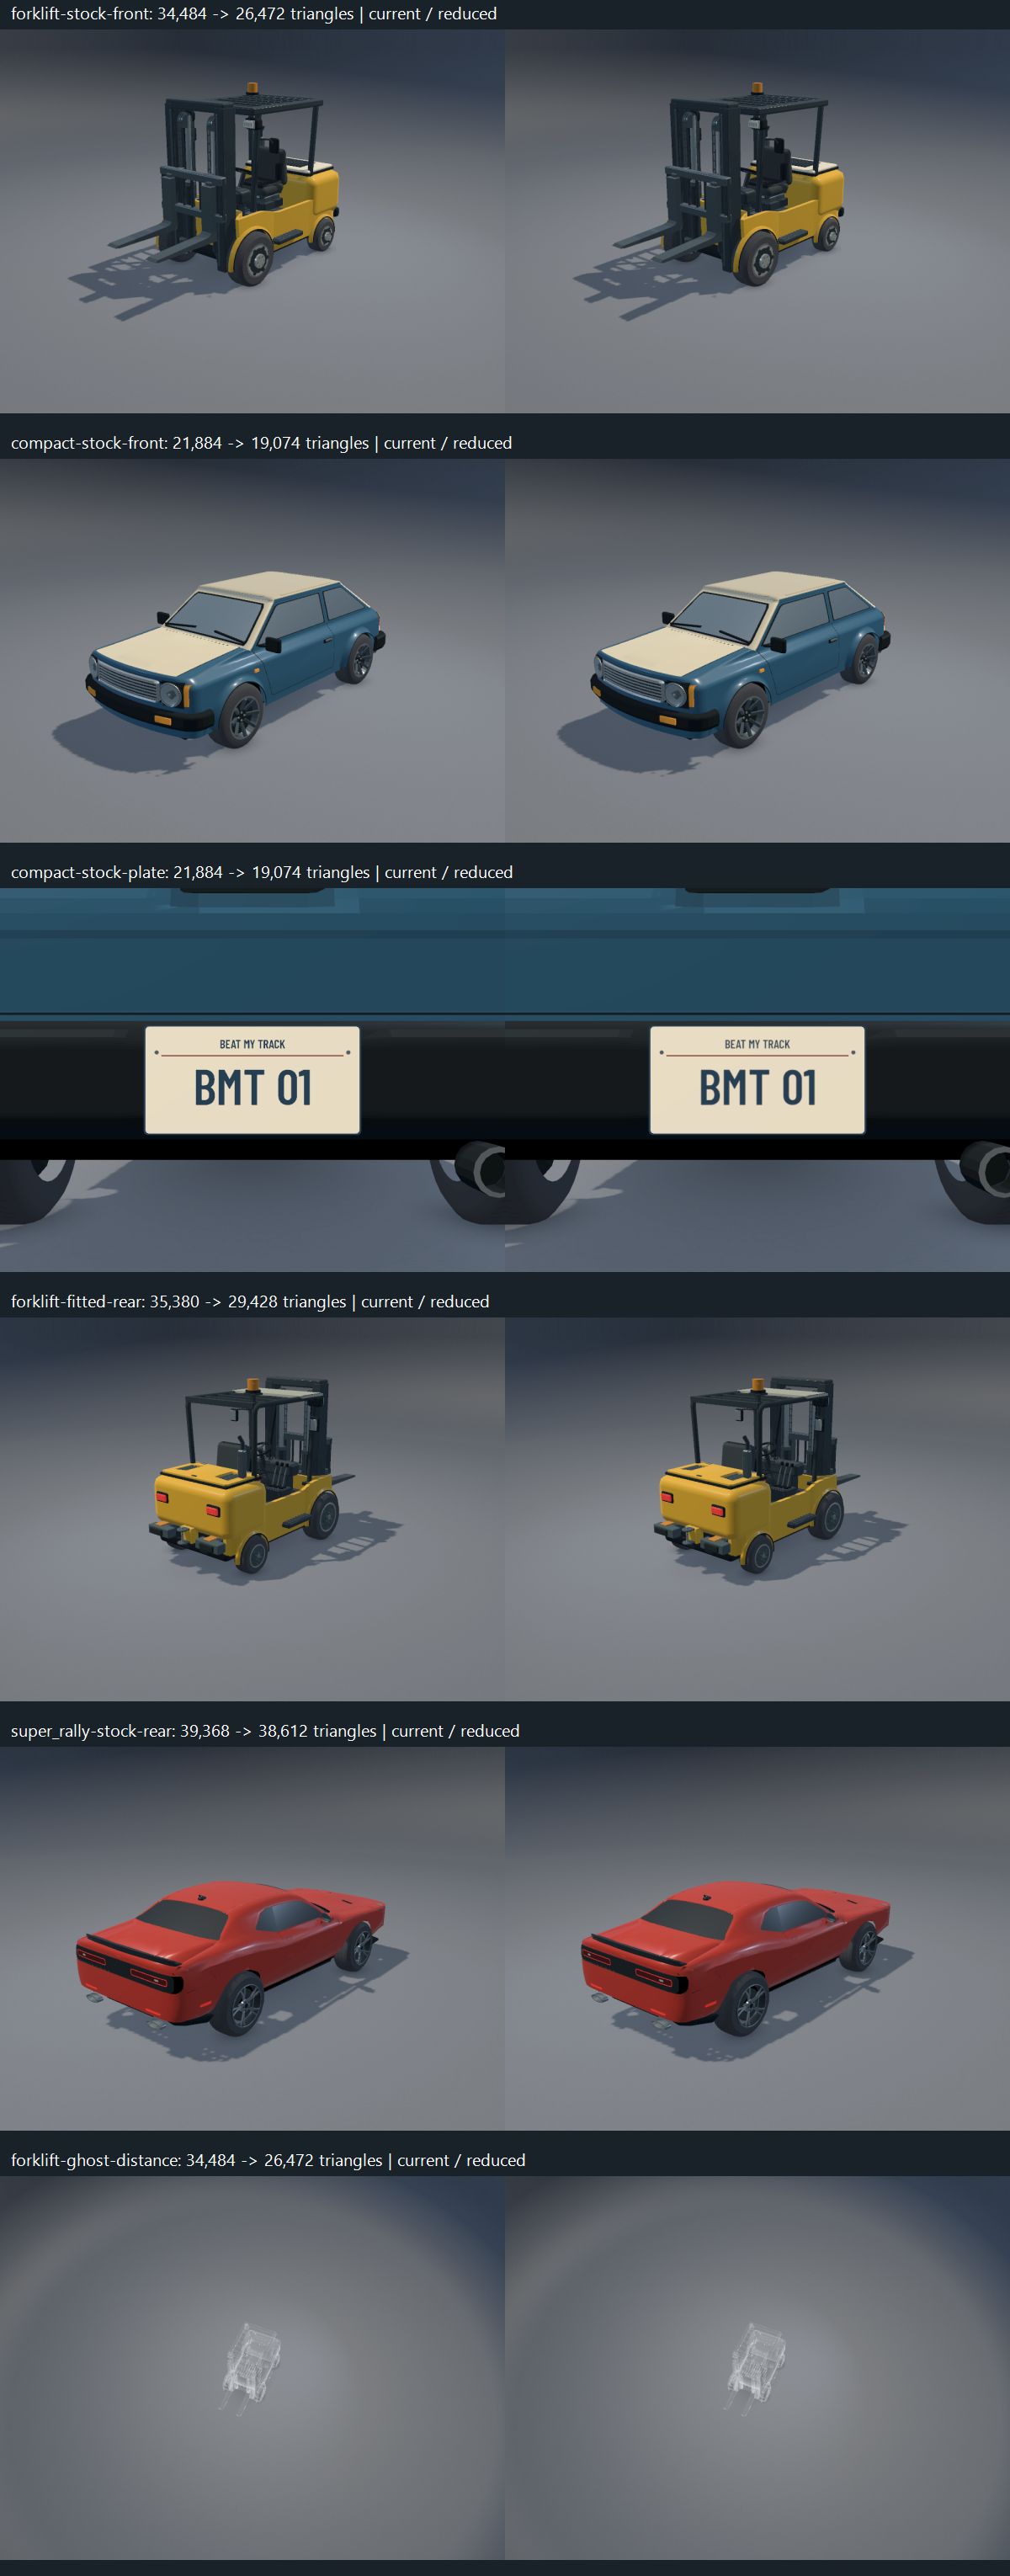 forklift-stock-front: 34,484 -> 26,472 triangles | current / reduced
compact-stock-front: 21,884 -> 19,074 triangles | current / reduced
compact-stock-plate: 21,884 -> 19,074 triangles | current / reduced
BEAT MY TRACK
BMT 01
BEAT MY TRACK
BMT 01
forklift-fitted-rear: 35,380 -> 29,428 triangles | current / reduced
super_rally-stock-rear: 39,368 -> 38,612 triangles | current / reduced
forklift-ghost-distance: 34,484 -> 26,472 triangles | current / reduced